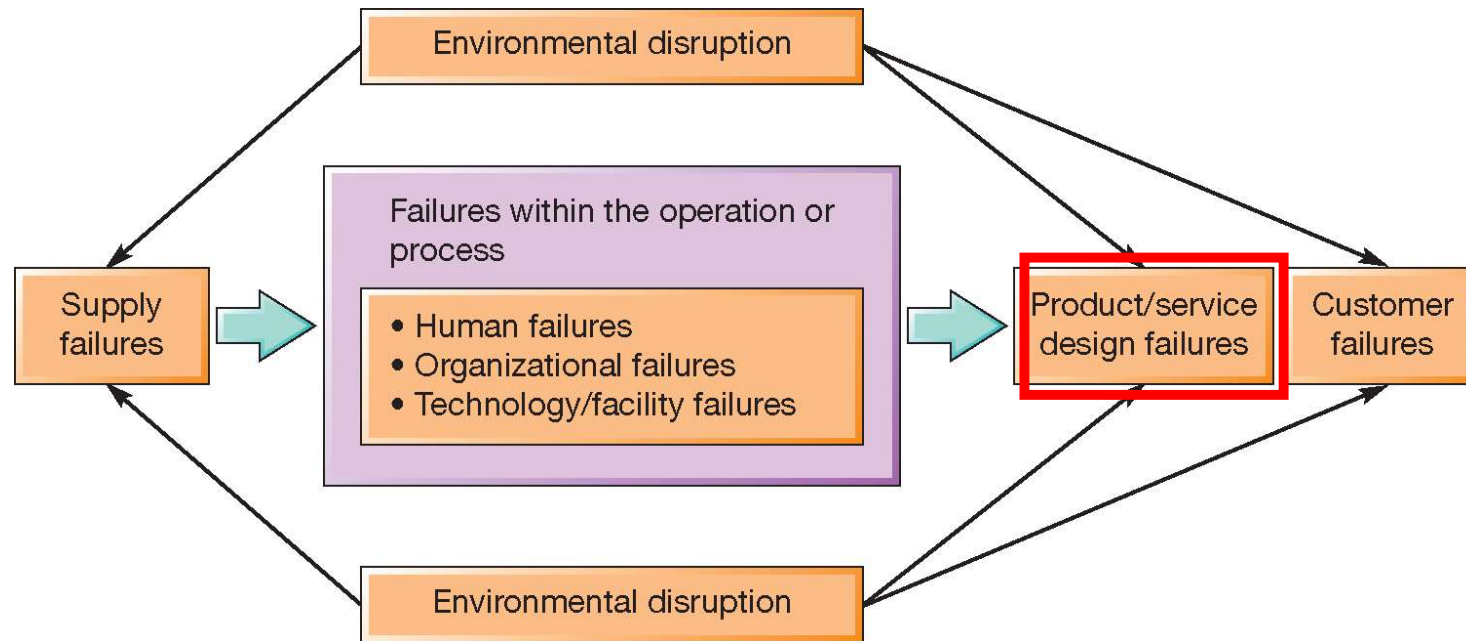 Environmental disruption
Failures within the operation or
process
Supply
failures
• Human failures
• Organizational failures
• Technology/facility failures
Product/service
design failures
Customer
failures
Environmental disruption